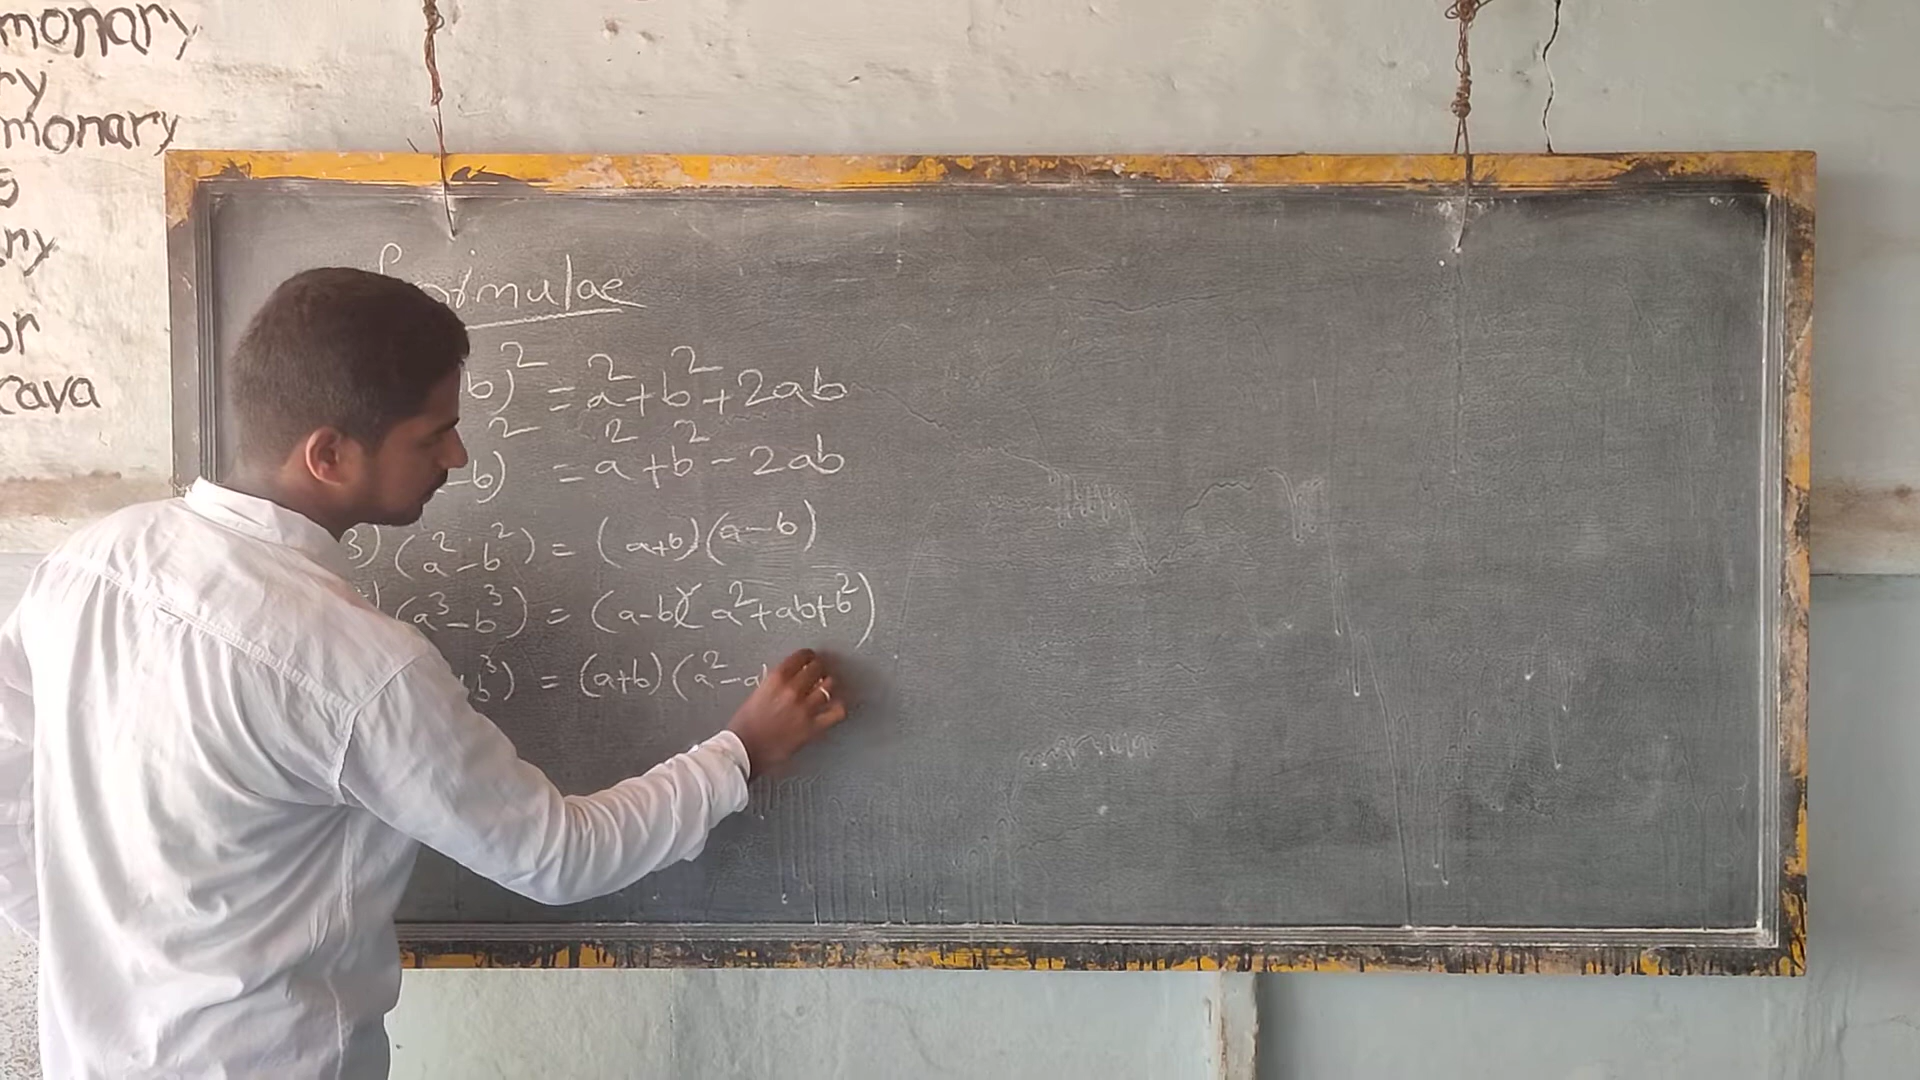 monary
ry
monary
s
ny
or
cava
formulae
b)² = a² + b² + 2ab
-b)² = a² + b² - 2ab
3) (a² - b²) = (a+b)(a-b)
(a³ - b³) = (a-b)(a² + ab + b²)
+b³) = (a+b)(a² - ab